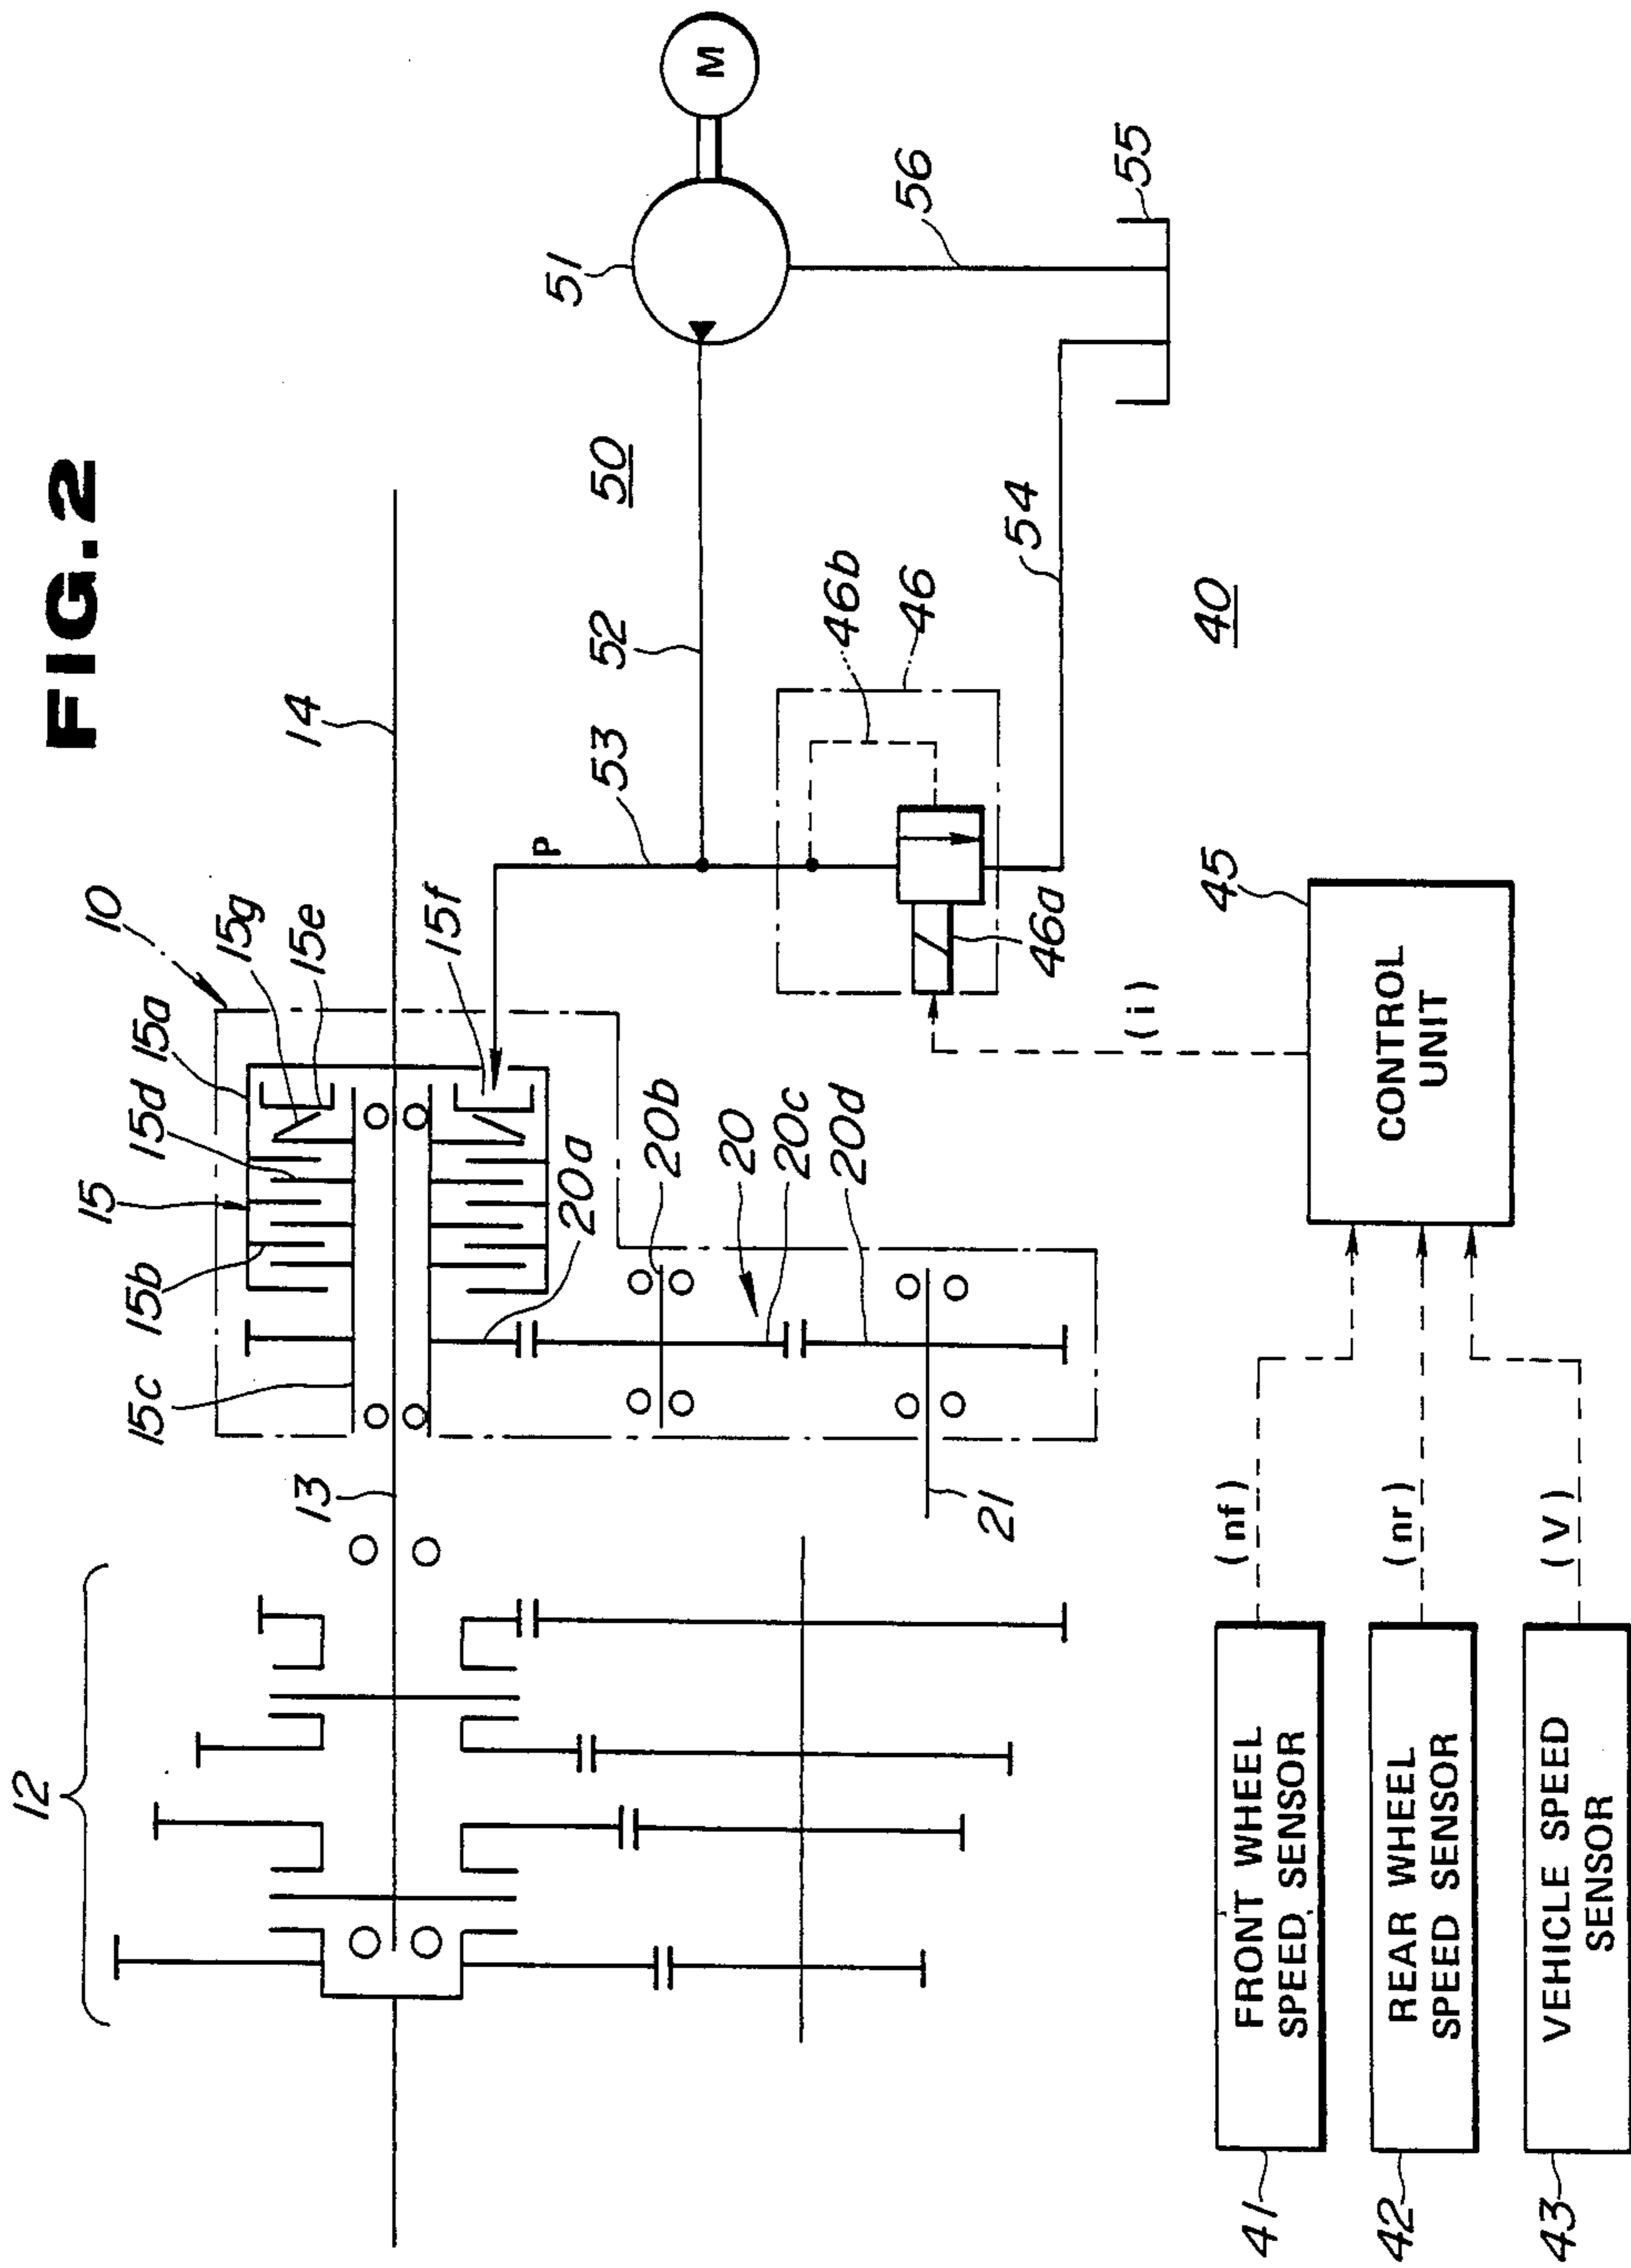 FIG.2
12
13
14
10
15
15a
15b
15c
15d
15e
15f
15g
20
20a
20b
20c
20d
21
P
53
52
50
51
M
56
55
54
46b
46
46a
40
(i)
45
CONTROL
UNIT
(nf)
(nr)
(V)
41
FRONT WHEEL
SPEED SENSOR
42
REAR WHEEL
SPEED SENSOR
43
VEHICLE SPEED
SENSOR